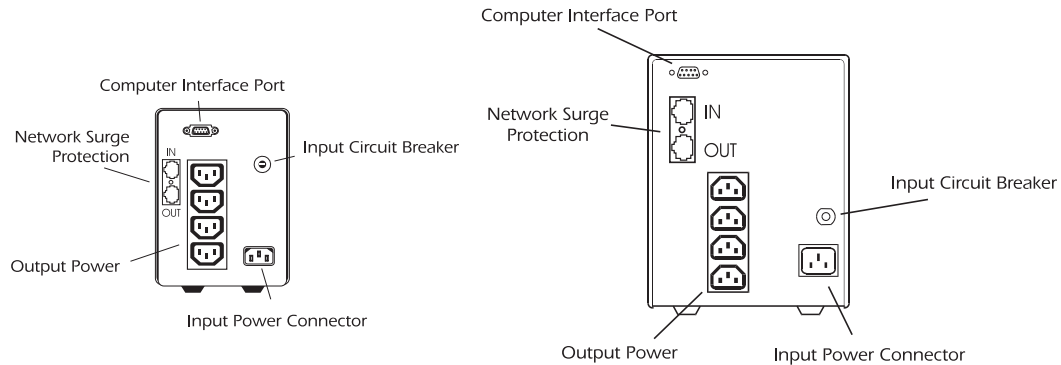 Computer Interface Port
Network Surge
Protection
IN
OUT
Input Circuit Breaker
Output Power
Input Power Connector
Computer Interface Port
Network Surge
Protection
IN
OUT
Input Circuit Breaker
Output Power
Input Power Connector